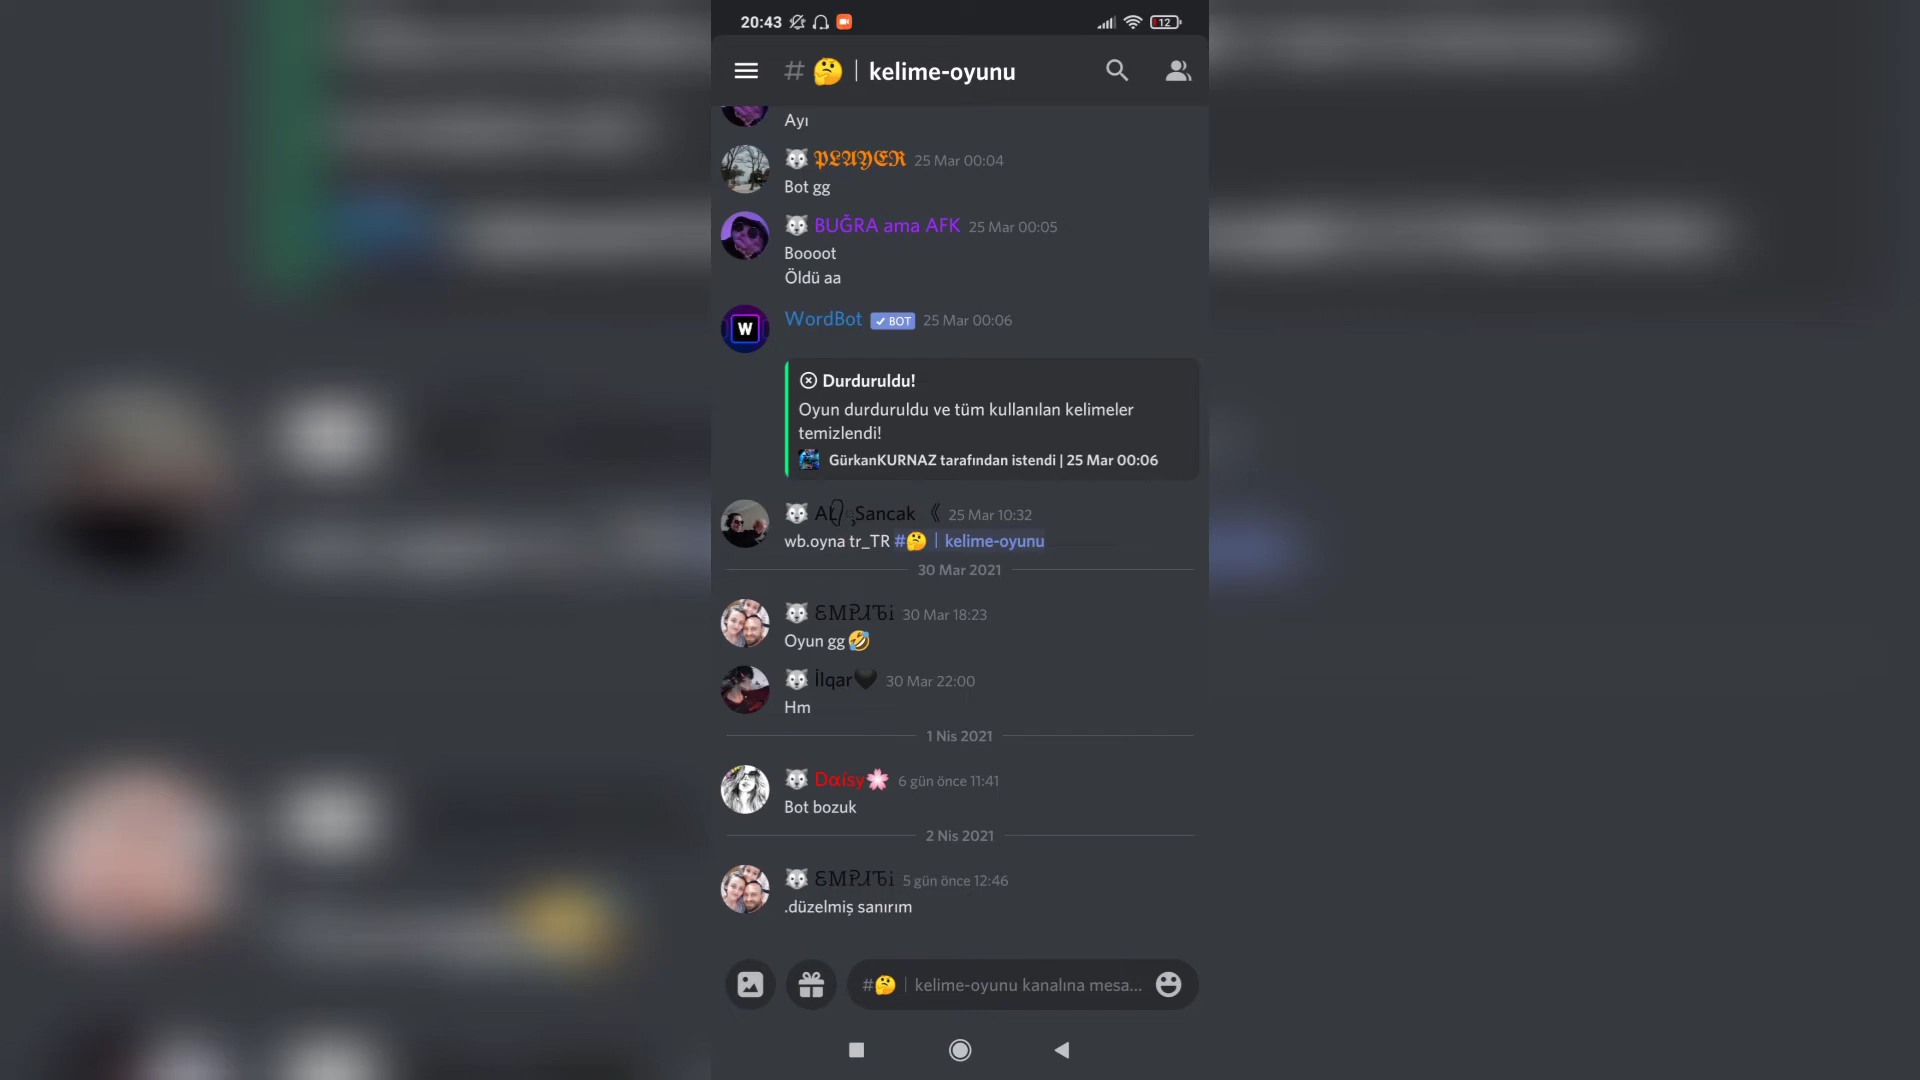 20:43 12
# 🤔 | kelime-oyunu
Ayı
🐺 𝕻𝕷𝕬𝖄𝕰𝕽 25 Mar 00:04
Bot gg
🐺 BUĞRA ama AFK 25 Mar 00:05
Boooot
Öldü aa
W
WordBot ✓ BOT 25 Mar 00:06
Durduruldu!
Oyun durduruldu ve tüm kullanılan kelimeler
temizlendi!
GürkanKURNAZ tarafından istendi | 25 Mar 00:06
Sancak 《 25 Mar 10:32
wb.oyna tr_TR #🤔 | kelime-oyunu
30 Mar 2021
30 Mar 18:23
Oyun gg🤣
🐺 İlqar🖤 30 Mar 22:00
Hm
1 Nis 2021
🐺 Dαísy🌸 6 gün önce 11:41
Bot bozuk
2 Nis 2021
5 gün önce 12:46
.düzelmiş sanırım
#🤔 | kelime-oyunu kanalına mesa...